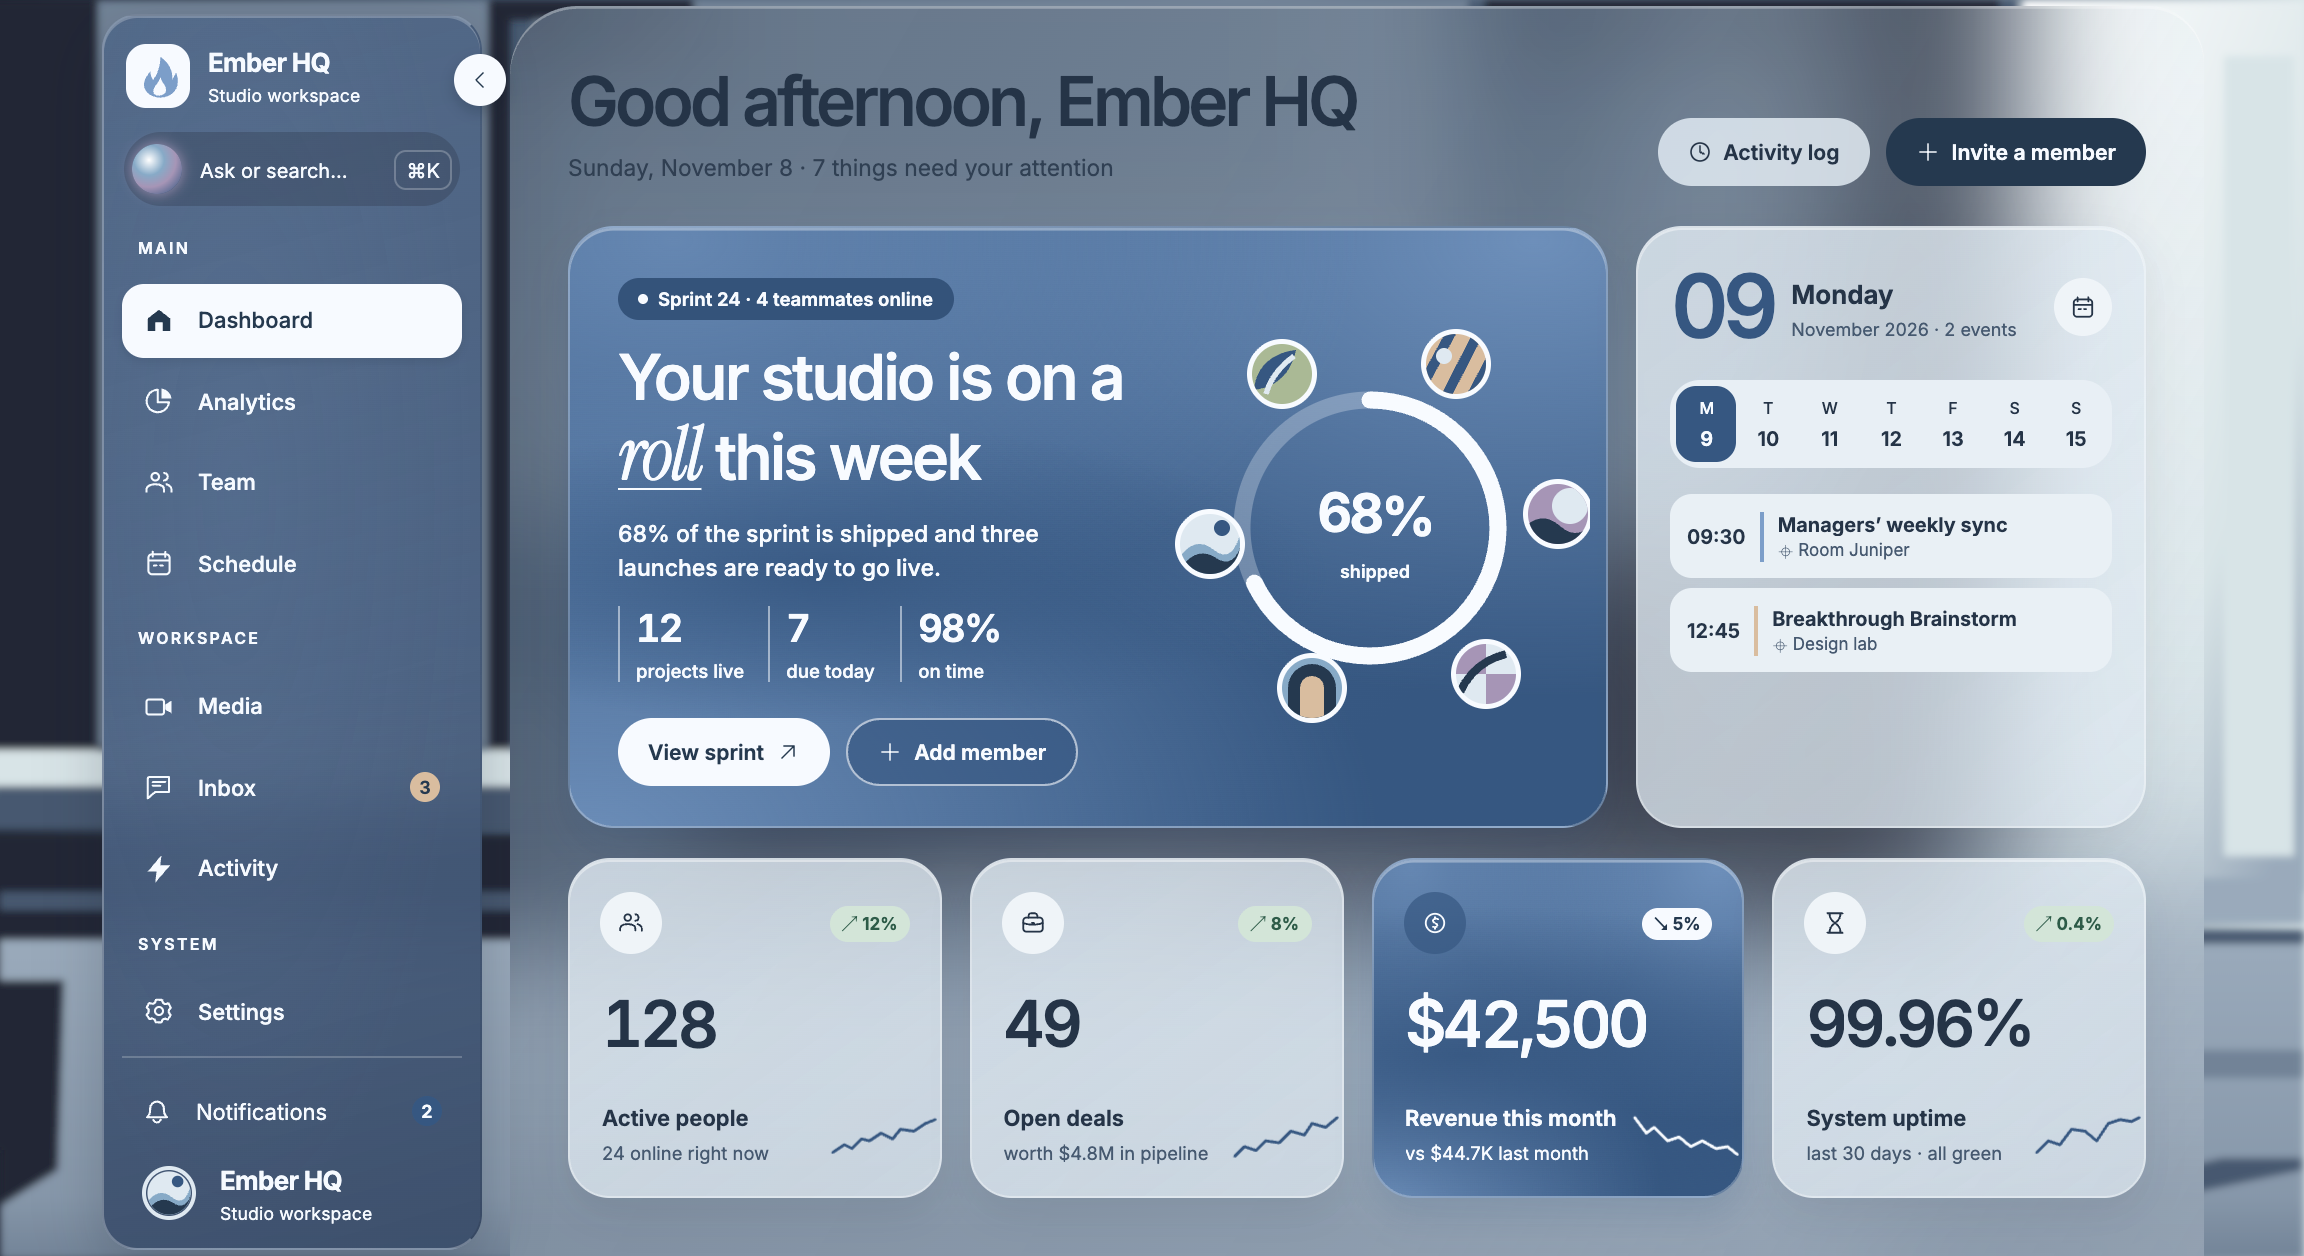 Ember HQ
Studio workspace
Ask or search...
⌘K
MAIN
Dashboard
Analytics
Team
Schedule
WORKSPACE
Media
Inbox
3
Activity
SYSTEM
Settings
Notifications
2
Ember HQ
Studio workspace
Good afternoon, Ember HQ
Sunday, November 8 · 7 things need your attention
Activity log
Invite a member
Sprint 24 · 4 teammates online
Your studio is on a
roll this week
68% of the sprint is shipped and three
launches are ready to go live.
12
projects live
7
due today
98%
on time
View sprint
Add member
68%
shipped
09
Monday
November 2026 · 2 events
M T W T F S S
9 10 11 12 13 14 15
09:30
Managers’ weekly sync
Room Juniper
12:45
Breakthrough Brainstorm
Design lab
12%
128
Active people
24 online right now
8%
49
Open deals
worth $4.8M in pipeline
5%
$42,500
Revenue this month
vs $44.7K last month
0.4%
99.96%
System uptime
last 30 days · all green